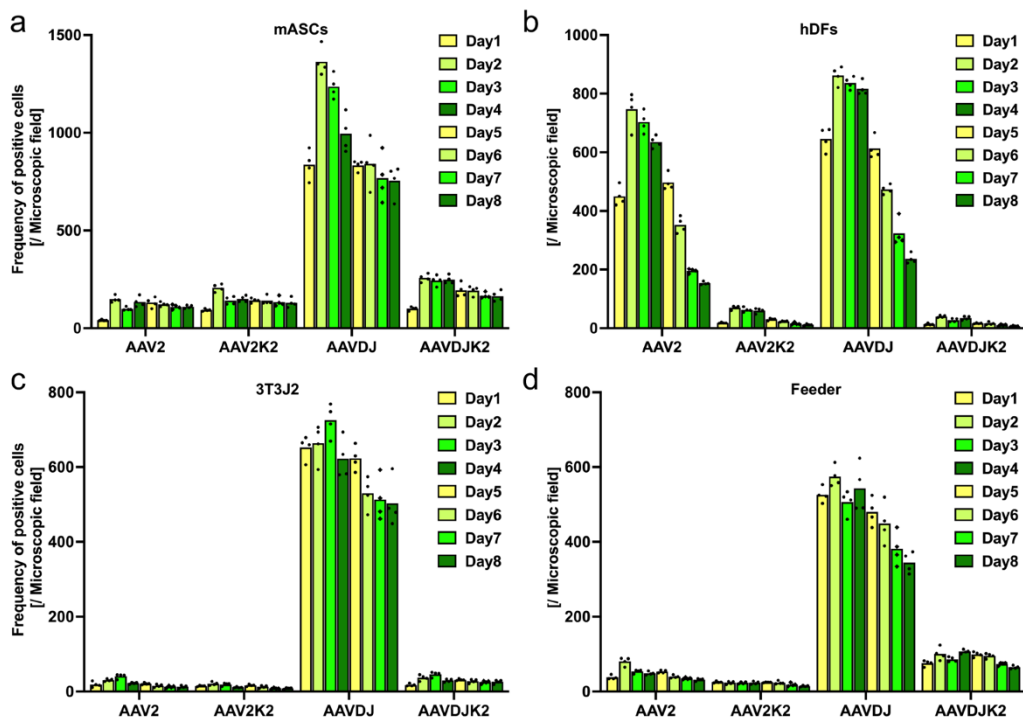 a
mASCs
Frequency of positive cells
[/ Microscopic field]
1500
1000
500
0
AAV2
AAV2K2
AAVDJ
AAVDJK2
Day1
Day2
Day3
Day4
Day5
Day6
Day7
Day8
b
hDFs
1000
800
600
400
200
0
AAV2
AAV2K2
AAVDJ
AAVDJK2
Day1
Day2
Day3
Day4
Day5
Day6
Day7
Day8
c
3T3J2
Frequency of positive cells
[/ Microscopic field]
800
600
400
200
0
AAV2
AAV2K2
AAVDJ
AAVDJK2
Day1
Day2
Day3
Day4
Day5
Day6
Day7
Day8
d
Feeder
800
600
400
200
0
AAV2
AAV2K2
AAVDJ
AAVDJK2
Day1
Day2
Day3
Day4
Day5
Day6
Day7
Day8